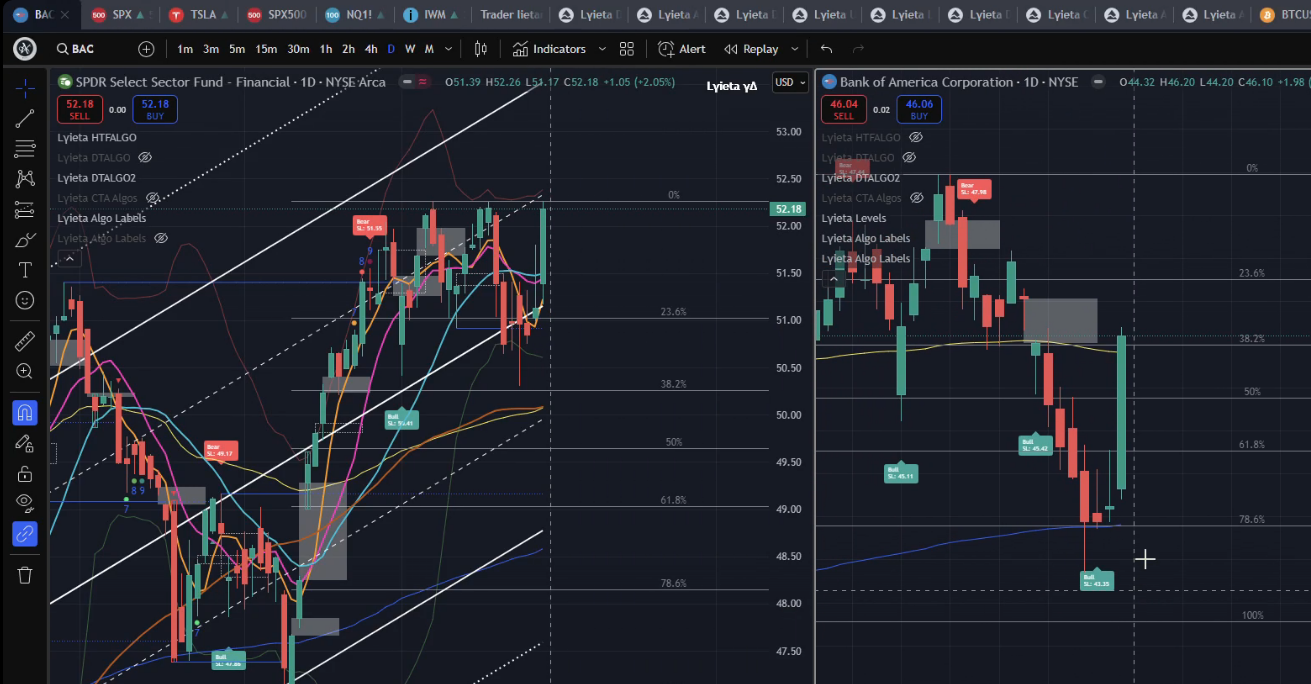 BAC
SPX
TSLA
SPX500
NQ1!
IWM
Trader lietar
Lyieta D
Lyieta A
Lyieta D
Lyieta
Lyieta
Lyieta D
Lyieta C
Lyieta A
Lyieta A
BTCUS
BAC
1m 3m 5m 15m 30m 1h 2h 4h D W M
Indicators
Alert
Replay
SPDR Select Sector Fund - Financial · 1D · NYSE Arca
O51.39 H52.26 L51.17 C52.18 +1.05 (+2.05%)
Lyieta γΔ
USD
52.18 SELL
0.00
52.18 BUY
Lyieta HTFALGO
Lyieta DTALGO
Lyieta DTALGO2
Lyieta CTA Algos
Lyieta Algo Labels
Lyieta Algo Labels
Bear
SL: 51.55
9
8
Bear
SL: 49.17
8 9
7
7
Bull
Bull
SL: 47.86
0%
23.6%
38.2%
50%
61.8%
78.6%
53.00
52.50
52.18
52.00
51.50
51.00
50.50
50.00
49.50
49.00
48.50
48.00
47.50
Bank of America Corporation · 1D · NYSE
O44.32 H46.20 L44.20 C46.10 +1.98
46.04 SELL
0.02
46.06 BUY
Lyieta HTFALGO
Lyieta DTALGO
Lyieta DTALGO2
Lyieta CTA Algos
Lyieta Levels
Lyieta Algo Labels
Lyieta Algo Labels
Bear
Bear
SL: 47.98
Bull
SL: 45.11
Bull
SL: 45.42
Bull
SL: 43.35
0%
23.6%
38.2%
50%
61.8%
78.6%
100%